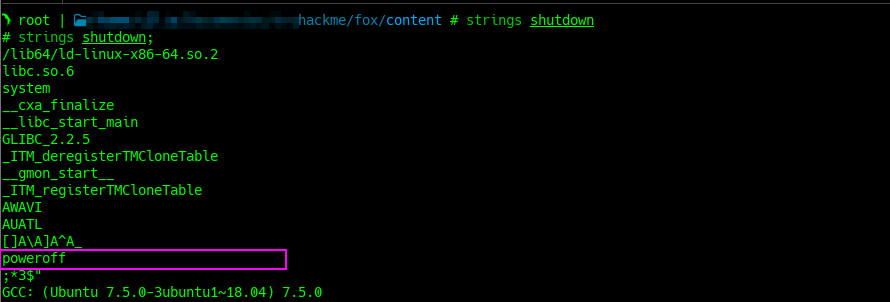 root | hackme/fox/content # strings shutdown
# strings shutdown;
/lib64/ld-linux-x86-64.so.2
libc.so.6
system
__cxa_finalize
__libc_start_main
GLIBC_2.2.5
_ITM_deregisterTMCloneTable
__gmon_start__
_ITM_registerTMCloneTable
AWAVI
AUATL
[]A\A]A^A_
poweroff
;*3$"
GCC: (Ubuntu 7.5.0-3ubuntu1~18.04) 7.5.0